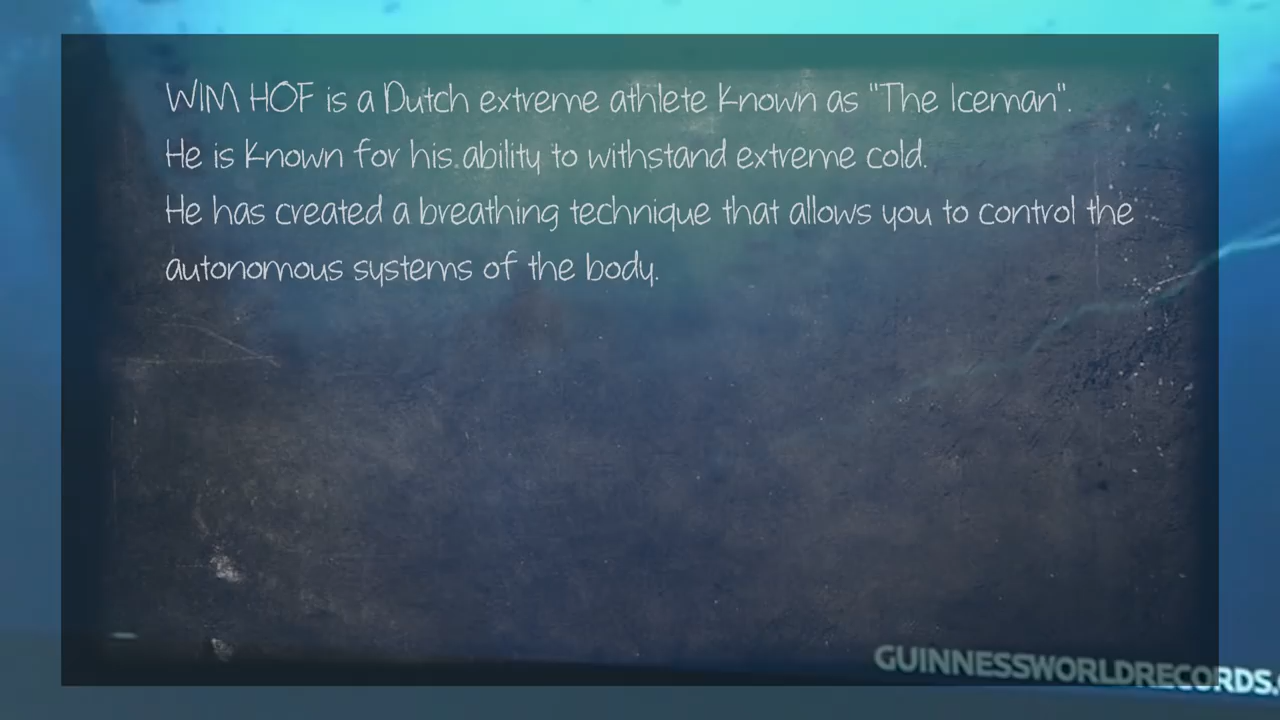 WIM HOF is a Dutch extreme athlete known as "The Iceman".
He is known for his ability to withstand extreme cold.
He has created a breathing technique that allows you to control the
autonomous systems of the body.
GUINNESSWORLDRECORDS.